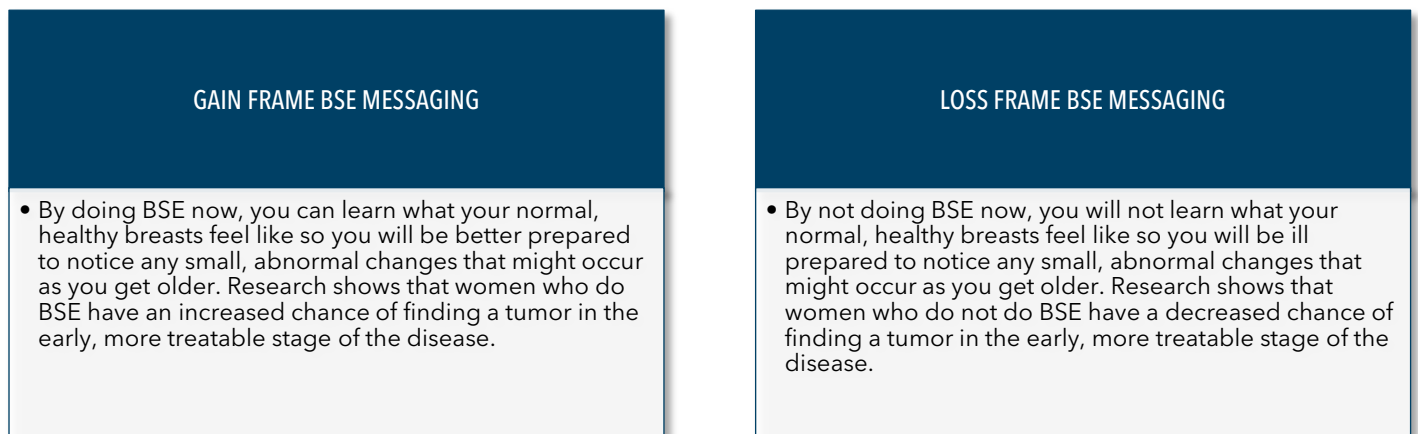 GAIN FRAME BSE MESSAGING
• By doing BSE now, you can learn what your normal,
healthy breasts feel like so you will be better prepared
to notice any small, abnormal changes that might occur
as you get older. Research shows that women who do
BSE have an increased chance of finding a tumor in the
early, more treatable stage of the disease.
LOSS FRAME BSE MESSAGING
• By not doing BSE now, you will not learn what your
normal, healthy breasts feel like so you will be ill
prepared to notice any small, abnormal changes that
might occur as you get older. Research shows that
women who do not do BSE have a decreased chance of
finding a tumor in the early, more treatable stage of the
disease.